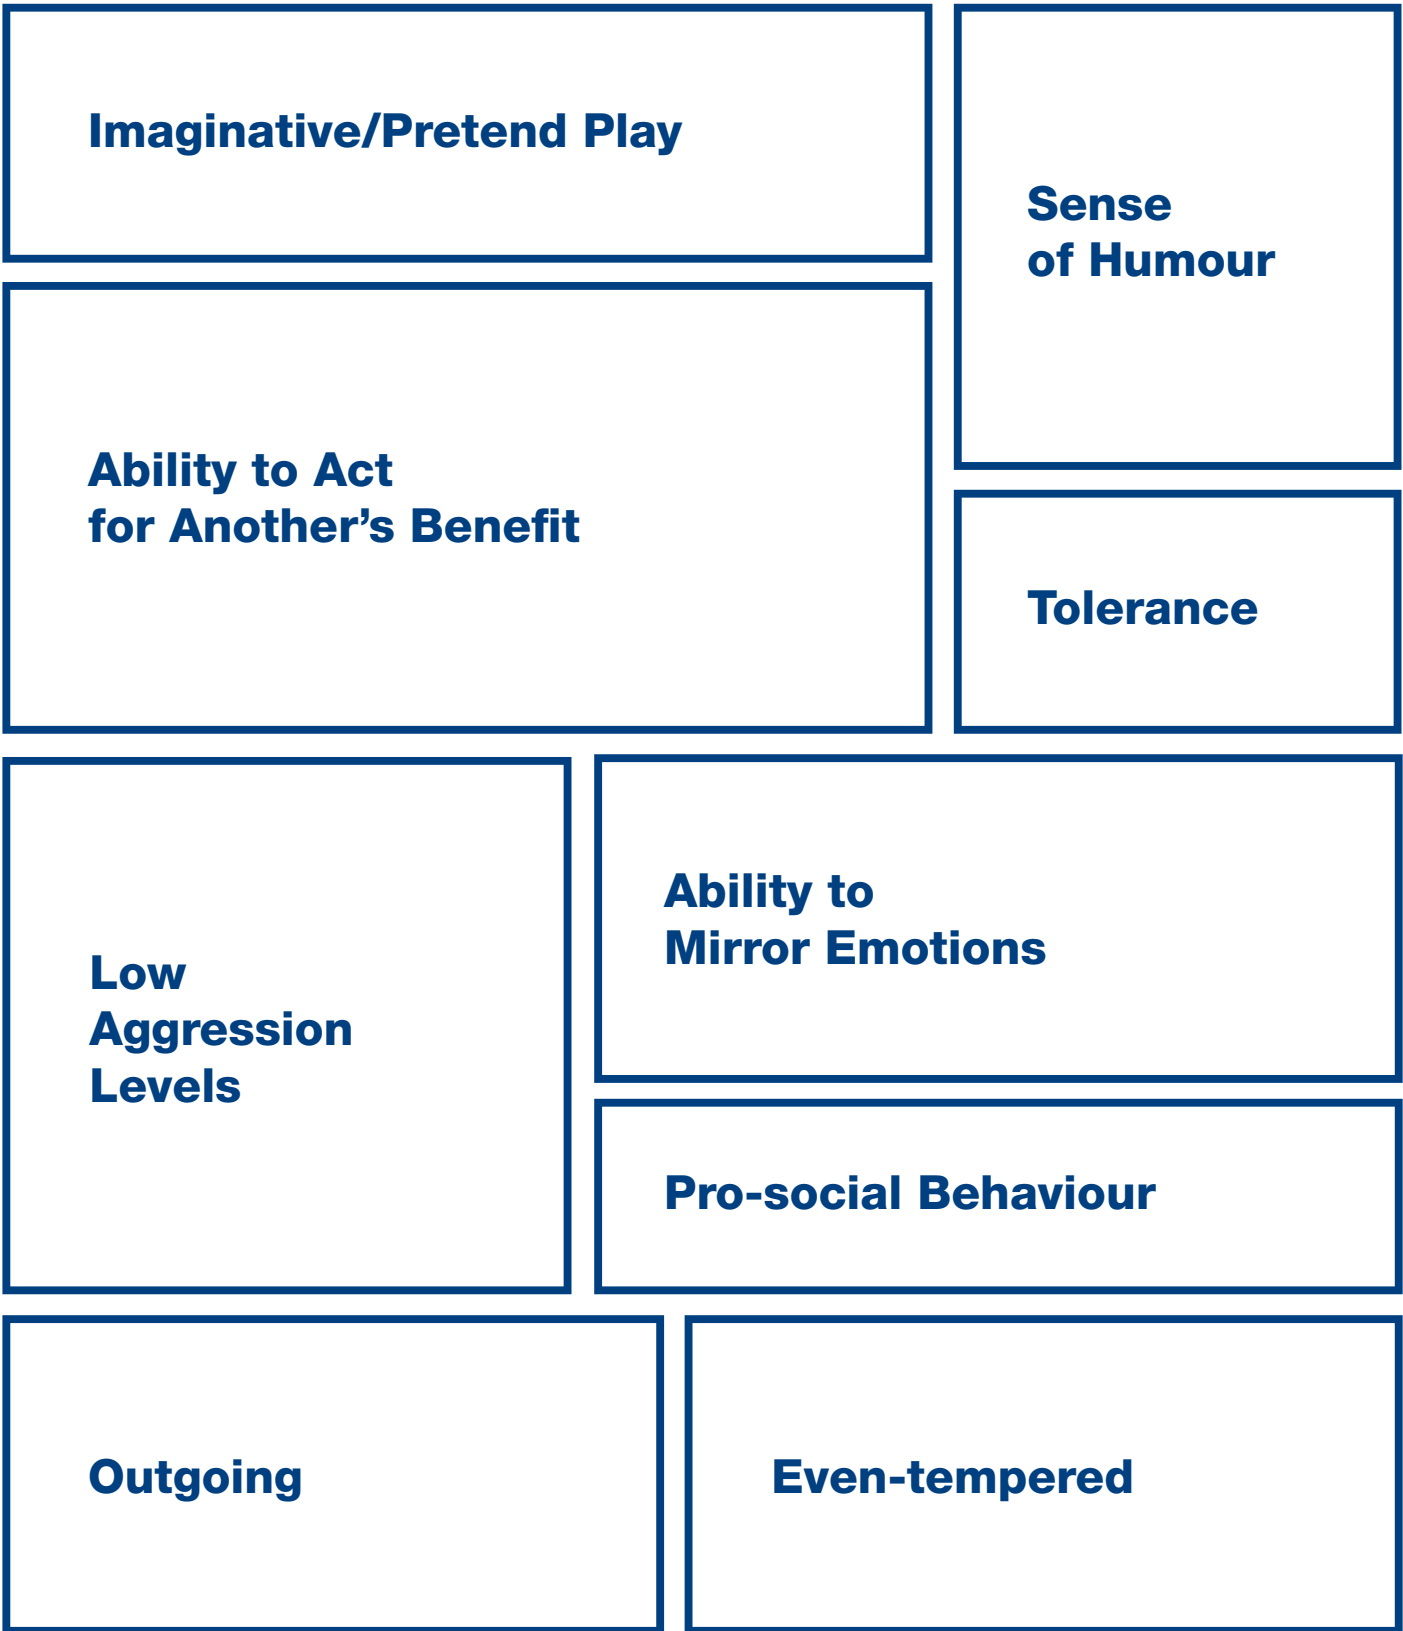 Imaginative/Pretend Play
Sense
of Humour
Ability to Act
for Another’s Benefit
Tolerance
Low
Aggression
Levels
Ability to
Mirror Emotions
Pro-social Behaviour
Outgoing
Even-tempered